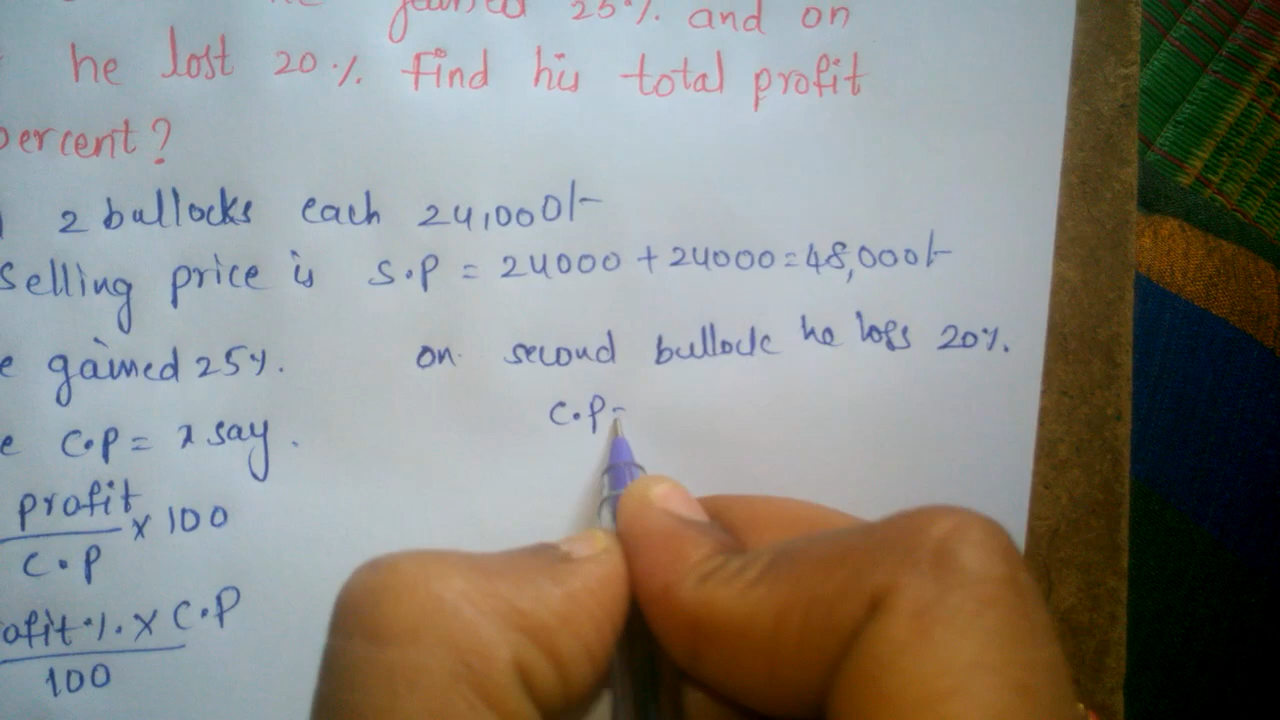 gained 25% and on
he lost 20% Find his total profit
percent?
2 bullocks each 24,000/-
selling price is S.P = 24000 + 24000 = 48,000/-
gained 25%. on second bullock he loss 20%.
C.P = x say. C.P=
profit / C.P x 100
ofit % x C.P / 100